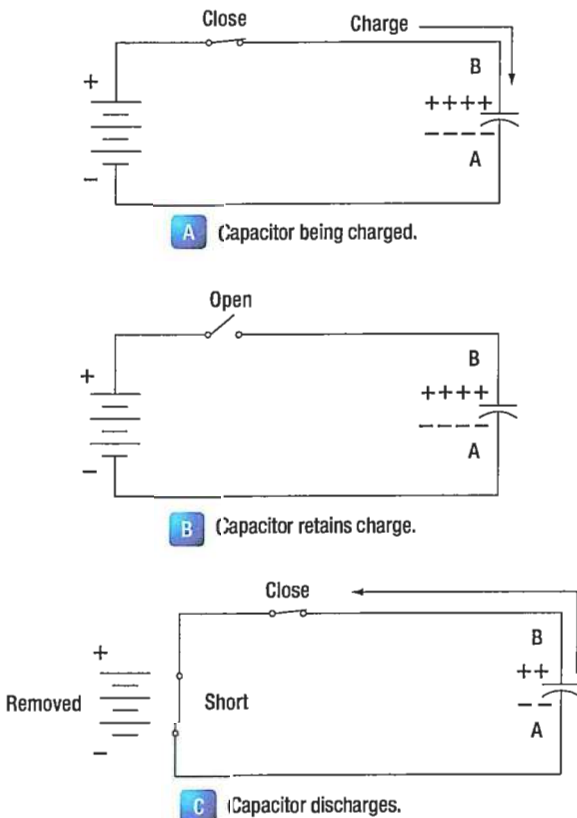 Close
Charge
B
+
++++
----
A
-
A Capacitor being charged.
Open
B
+
++++
----
A
-
B Capacitor retains charge.
Close
B
+
++
--
Removed
Short
A
-
C Capacitor discharges.